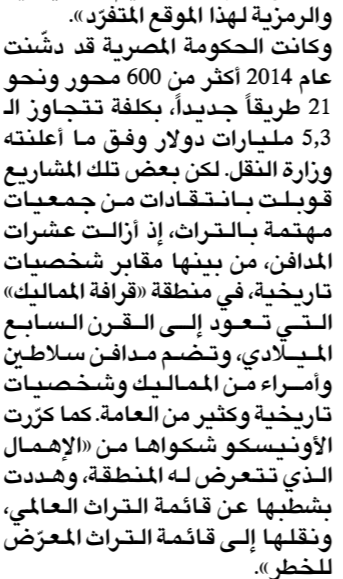 والرمزية لهذا الموقع المتفرّد».
وكانت الحكومة المصرية قد دشّنت
عام 2014 أكثر من 600 محور ونحو
21 طريقاً جديداً، بكلفة تتجاوز الـ
5,3 مليارات دولار وفق ما أعلنته
وزارة النقل. لكن بعض تلك المشاريع
قوبلت بانتقادات من جمعيات
مهتمة بالتراث، إذ أزالت عشرات
المدافن، من بينها مقابر شخصيات
تاريخية، في منطقة «قرافة المماليك»
التي تعود إلى القرن السابع
الميلادي، وتضم مدافن سلاطين
وأمراء من المماليك وشخصيات
تاريخية وكثير من العامة. كما كرّرت
الأونيسكو شكواها من «الإهمال
الذي تتعرض له المنطقة، وهددت
بشطبها عن قائمة التراث العالمي،
ونقلها إلى قائمة التراث المعرّض
للخطر».